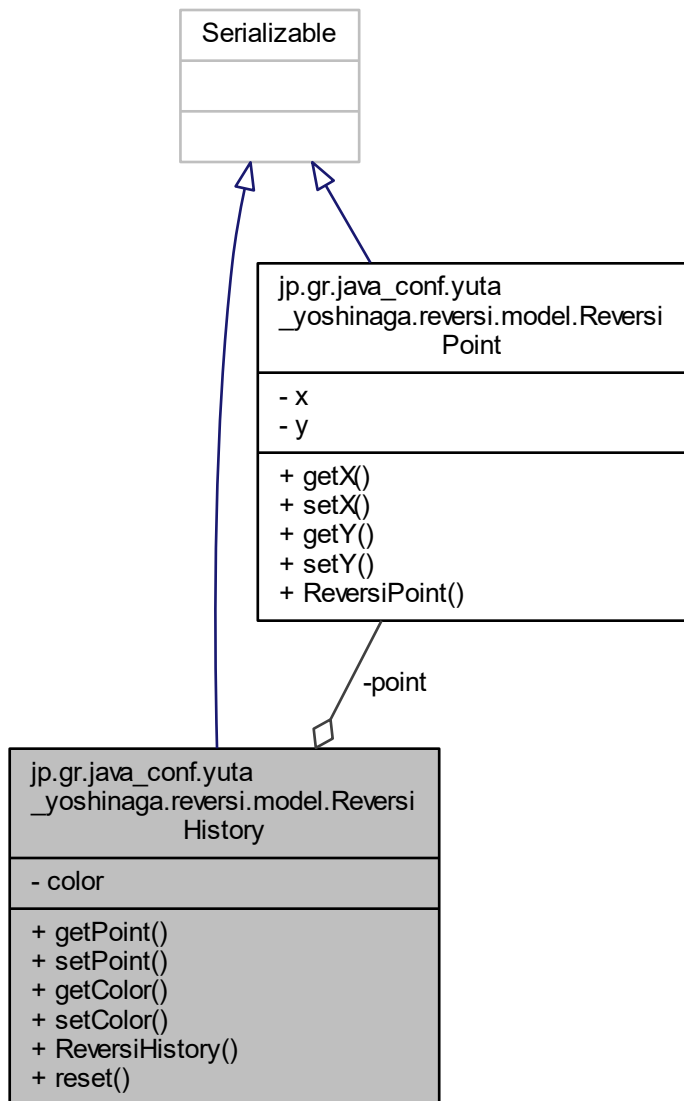 Serializable
jp.gr.java_conf.yuta
_yoshinaga.reversi.model.Reversi
Point
- x
- y
+ getX()
+ setX()
+ getY()
+ setY()
+ ReversiPoint()
-point
jp.gr.java_conf.yuta
_yoshinaga.reversi.model.Reversi
History
- color
+ getPoint()
+ setPoint()
+ getColor()
+ setColor()
+ ReversiHistory()
+ reset()